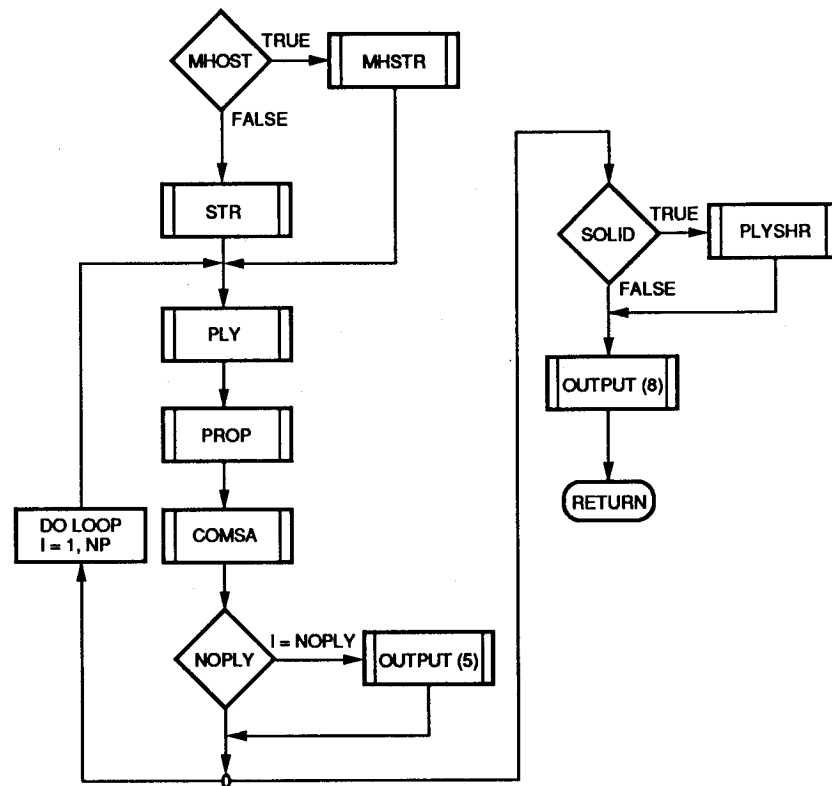 MHOST
TRUE
MHSTR
FALSE
STR
PLY
PROP
COMSA
DO LOOP
I = 1, NP
NOPLY
I = NOPLY
OUTPUT (5)
SOLID
TRUE
PLYSHR
FALSE
OUTPUT (8)
RETURN